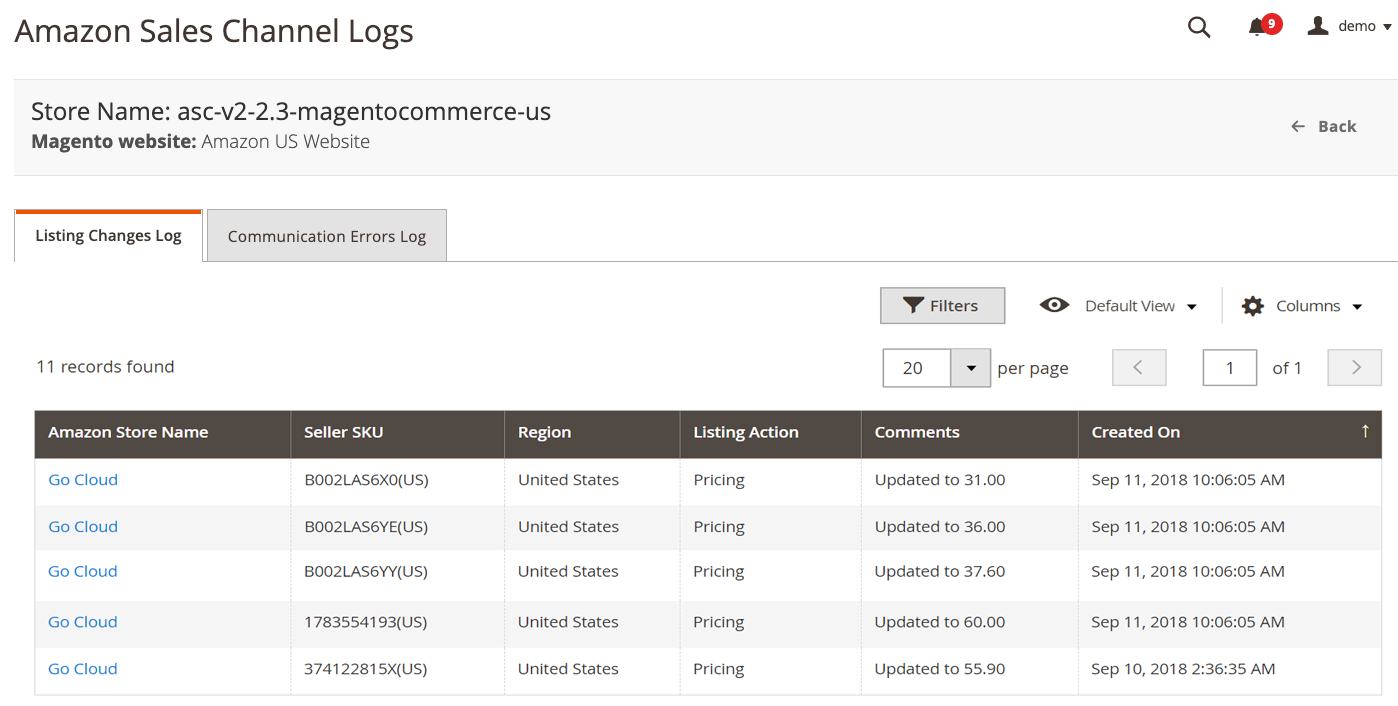 Amazon Sales Channel Logs
9
demo
Store Name: asc-v2-2.3-magentocommerce-us
Magento website: Amazon US Website
Back
Listing Changes Log
Communication Errors Log
Filters
Default View
Columns
11 records found
20 per page
1 of 1
Amazon Store Name Seller SKU Region Listing Action Comments Created On ↑
Go Cloud B002LAS6X0(US) United States Pricing Updated to 31.00 Sep 11, 2018 10:06:05 AM
Go Cloud B002LAS6YE(US) United States Pricing Updated to 36.00 Sep 11, 2018 10:06:05 AM
Go Cloud B002LAS6YY(US) United States Pricing Updated to 37.60 Sep 11, 2018 10:06:05 AM
Go Cloud 1783554193(US) United States Pricing Updated to 60.00 Sep 11, 2018 10:06:05 AM
Go Cloud 374122815X(US) United States Pricing Updated to 55.90 Sep 10, 2018 2:36:35 AM